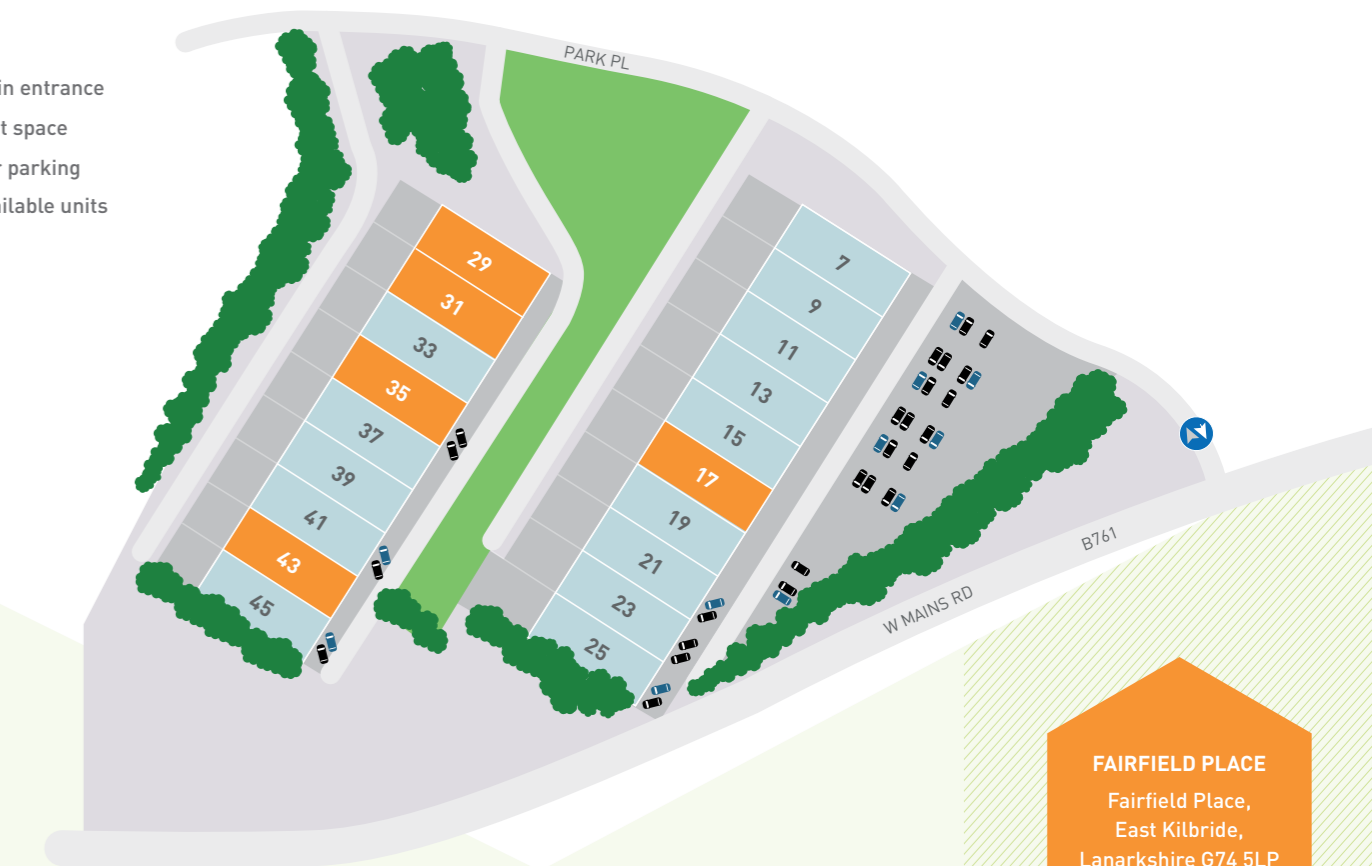 in entrance
t space
r parking
ailable units
PARK PL
29
31
33
35
37
39
41
43
45
7
9
11
13
15
17
19
21
23
25
B761
W MAINS RD
FAIRFIELD PLACE
Fairfield Place,
East Kilbride,
Lanarkshire G74 5LP